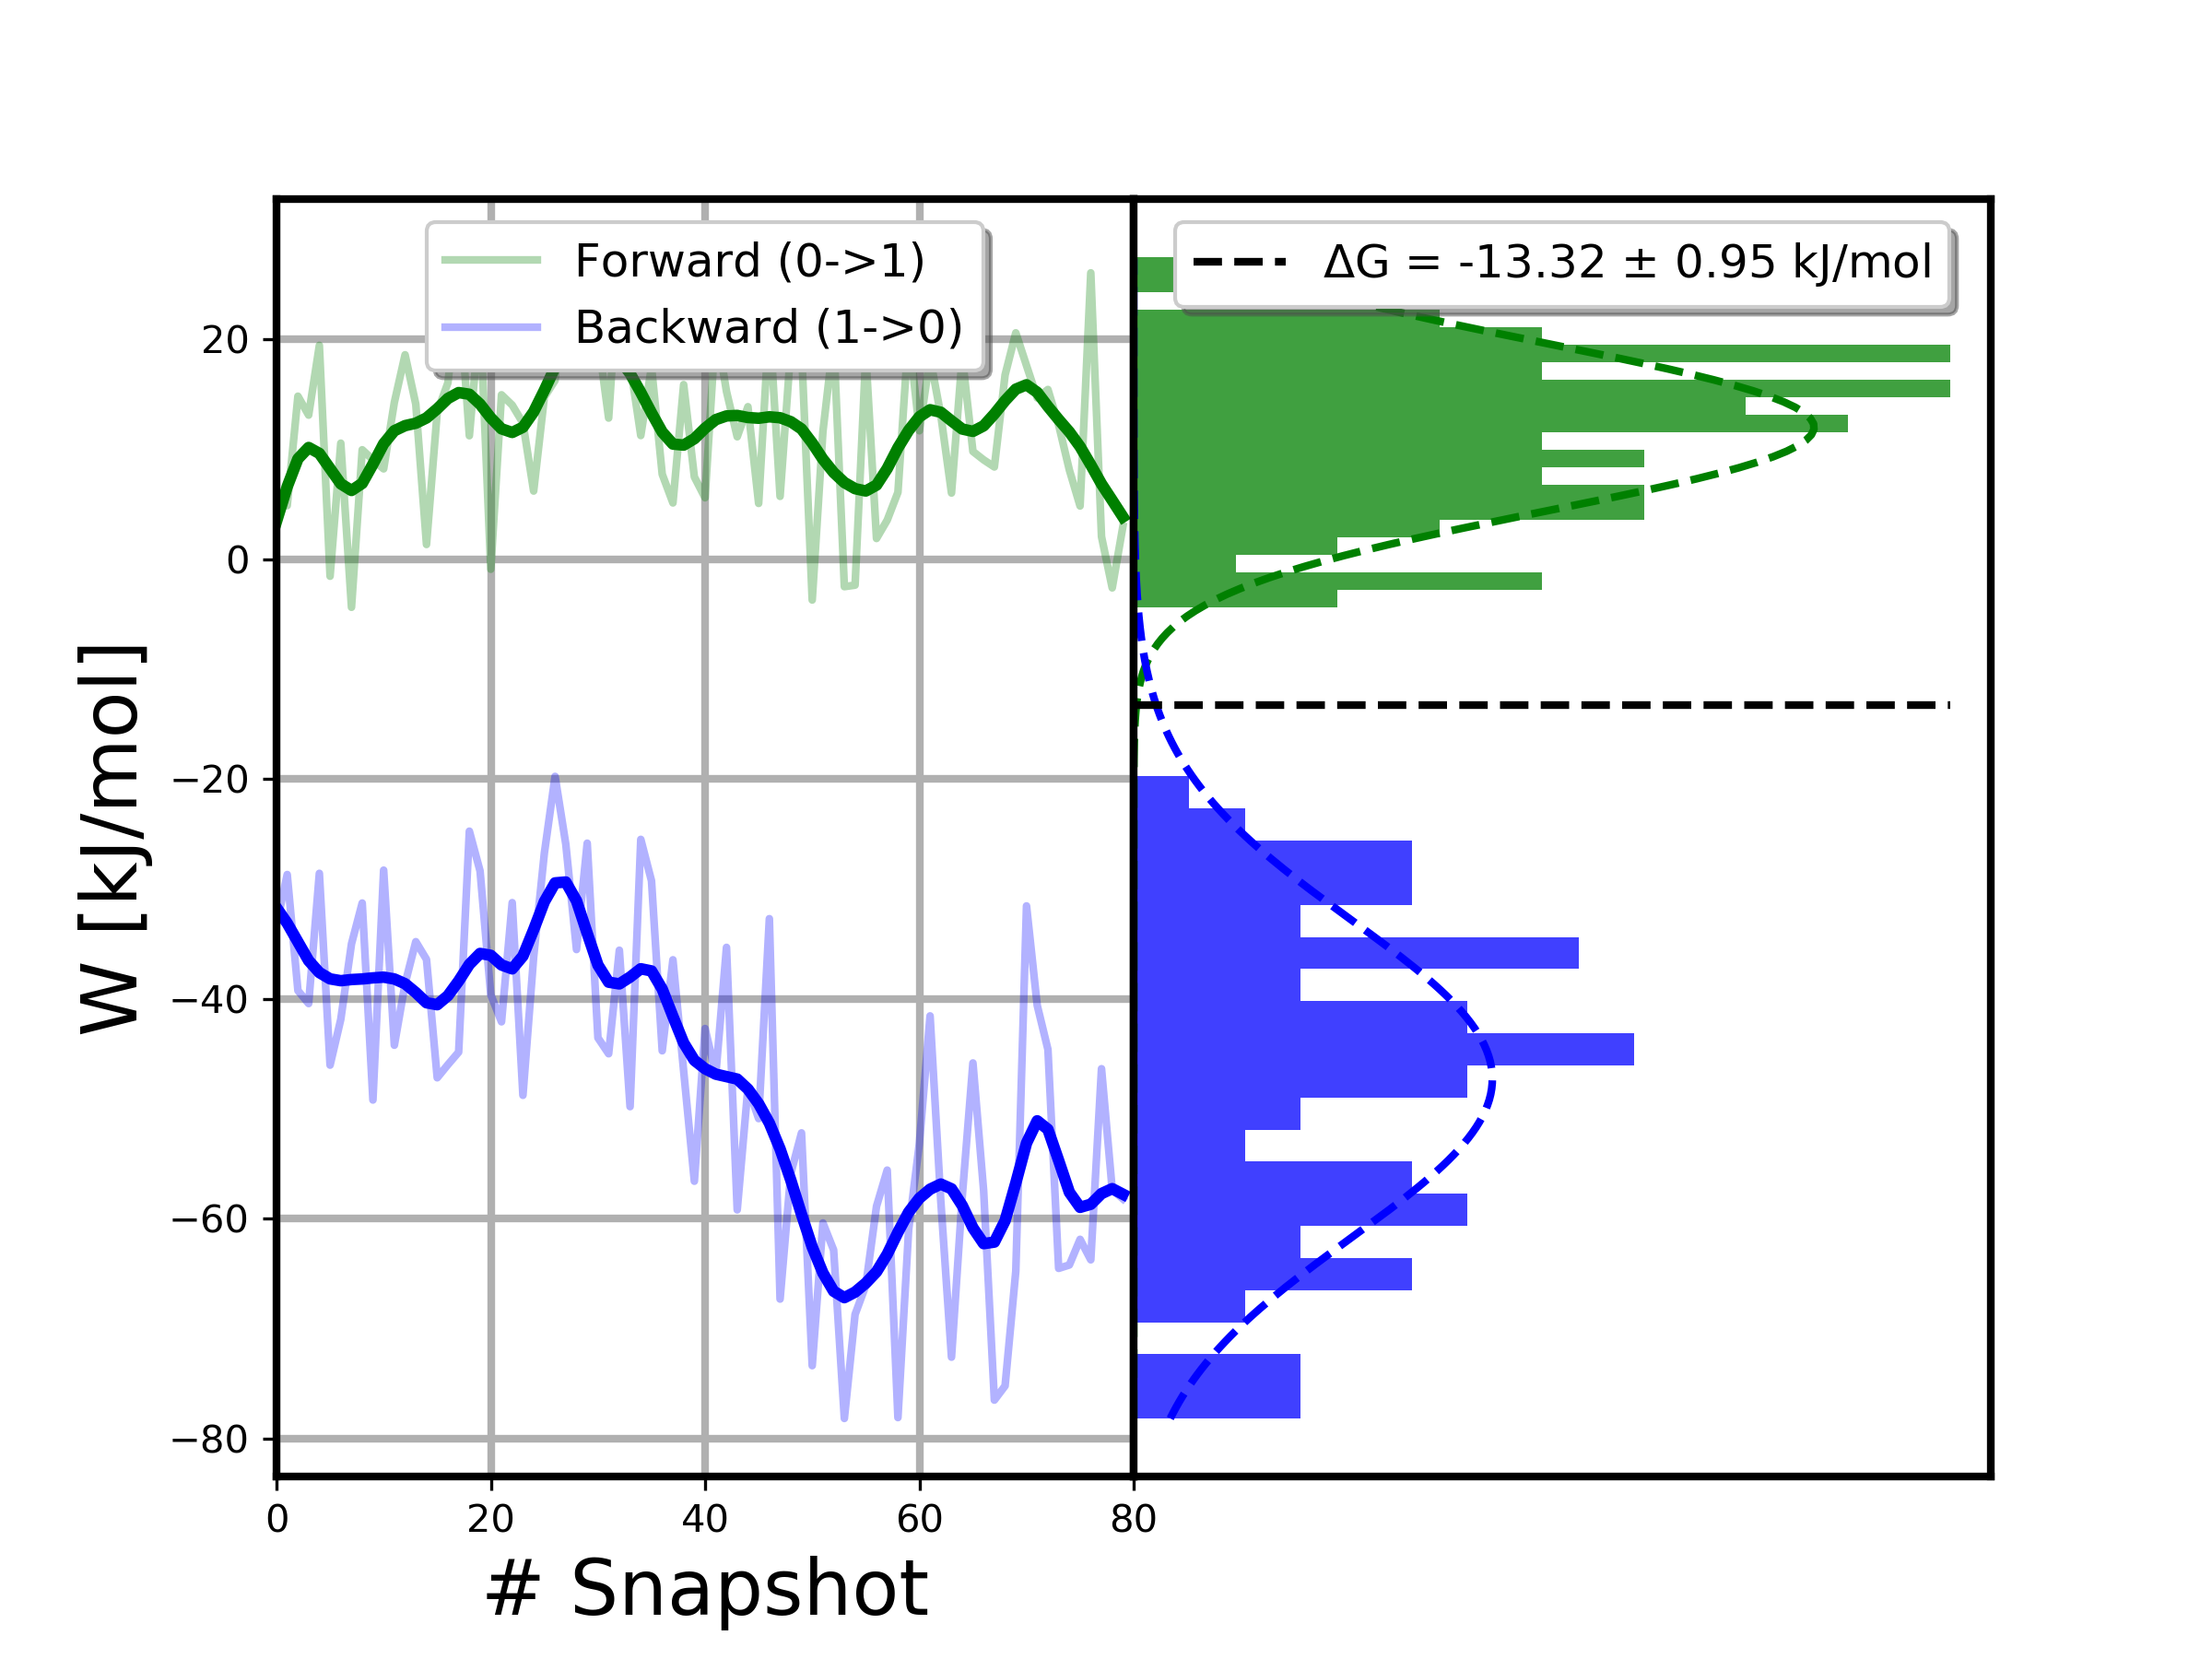 Forward (0->1)
Backward (1->0)
ΔG = -13.32 ± 0.95 kJ/mol
W [kJ/mol]
20
0
−20
−40
−60
−80
0 20 40 60 80
# Snapshot